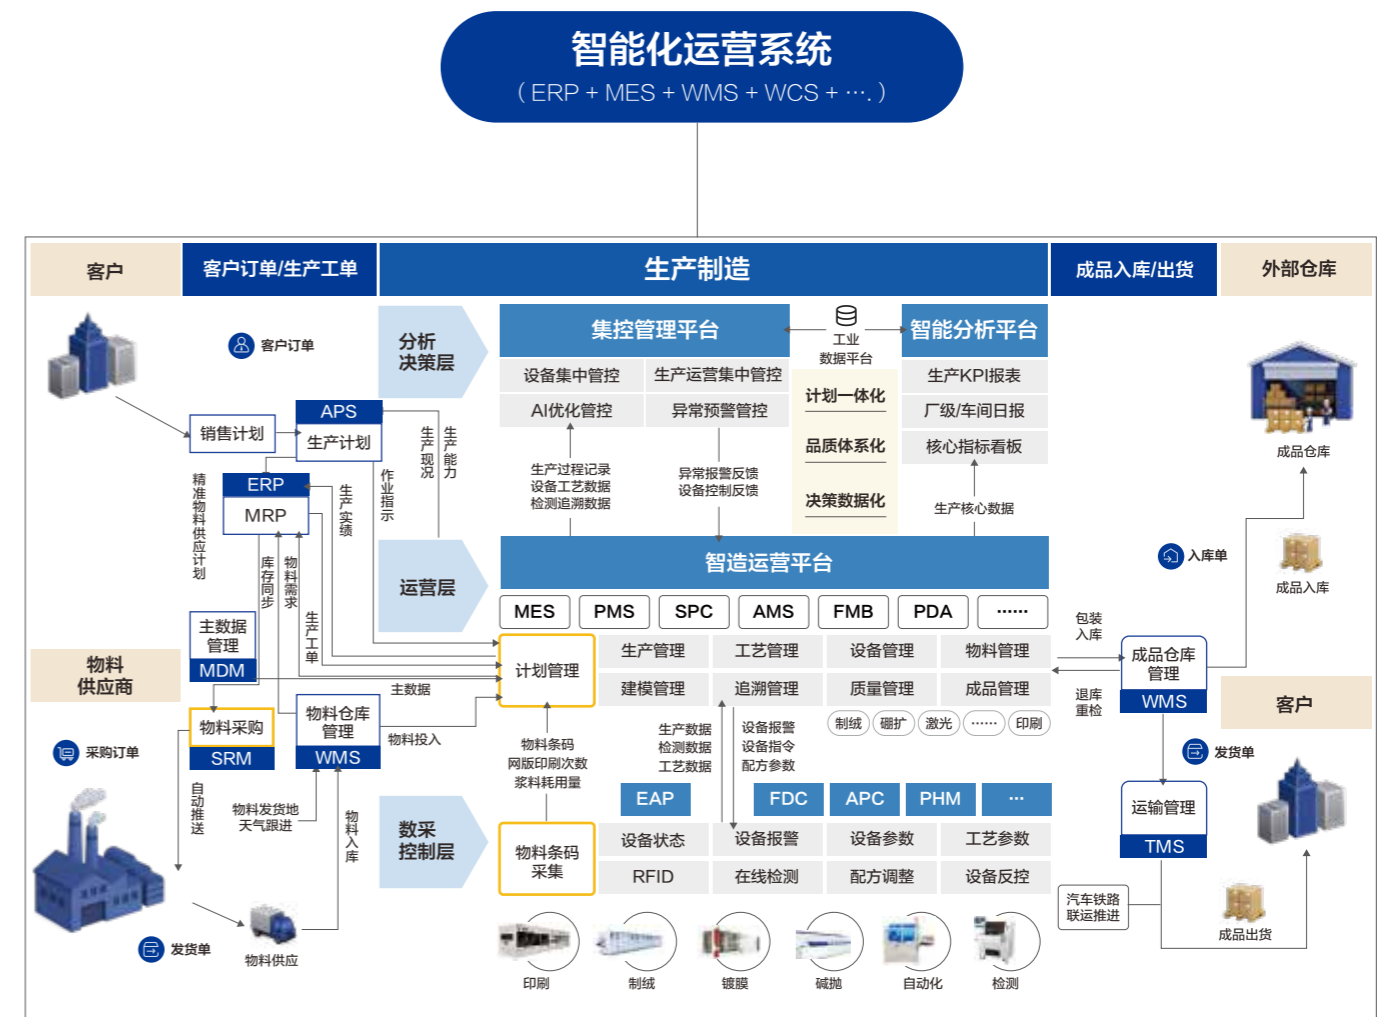 智能化运营系统
（ ERP + MES + WMS + WCS + ···. ）
客户
客户订单/生产工单
生产制造
成品入库/出货
外部仓库
客户订单
销售计划
APS
生产计划
ERP
MRP
精准物料供应计划
库存同步
物料需求
生产工单
生产实绩
作业指示
生产现况
生产能力
主数据
管理
MDM
物料
供应商
采购订单
物料采购
SRM
物料仓库
管理
WMS
主数据
物料投入
自动推送
物料发货地
天气跟进
物料入库
发货单
物料供应
分析
决策层
集控管理平台
工业
数据平台
智能分析平台
设备集中管控
生产运营集中管控
AI优化管控
异常预警管控
计划一体化
品质体系化
决策数据化
生产KPI报表
厂级/车间日报
核心指标看板
生产过程记录
设备工艺数据
检测追溯数据
异常报警反馈
设备控制反馈
生产核心数据
运营层
智造运营平台
MES
PMS
SPC
AMS
FMB
PDA
······
计划管理
生产管理
工艺管理
设备管理
物料管理
建模管理
追溯管理
质量管理
成品管理
制绒
硼扩
激光
······
印刷
物料条码
网版印刷次数
浆料耗用量
生产数据
检测数据
工艺数据
设备报警
设备指令
配方参数
数采
控制层
EAP
FDC
APC
PHM
···
物料条码
采集
设备状态
设备报警
设备参数
工艺参数
RFID
在线检测
配方调整
设备反控
印刷
制绒
镀膜
碱抛
自动化
检测
成品仓库
入库单
成品入库
包装
入库
退库
重检
成品仓库
管理
WMS
客户
发货单
运输管理
TMS
汽车铁路
联运推进
成品出货